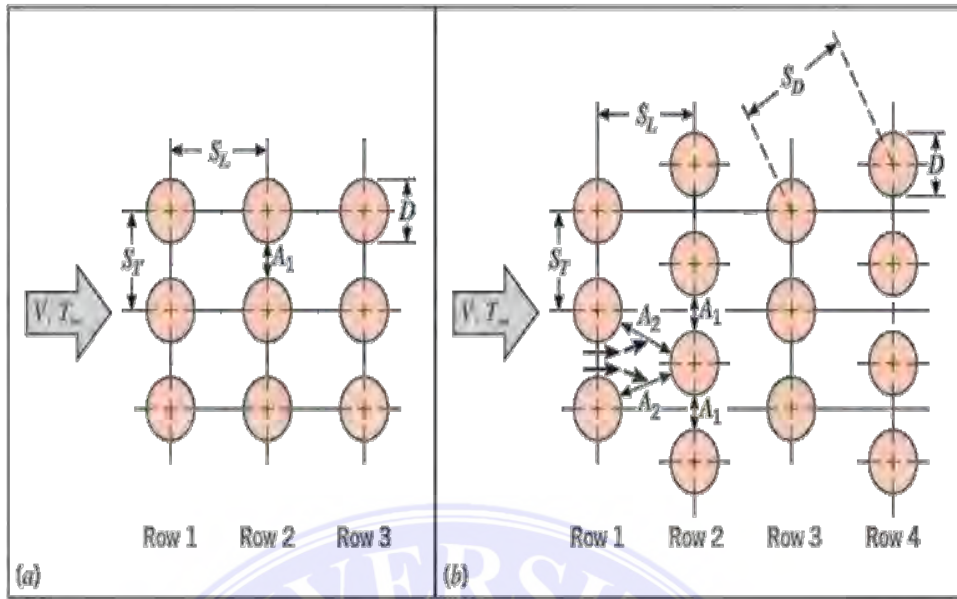 S_L
D
S_T
A_1
V, T_∞
Row 1 Row 2 Row 3
(a)
S_D
S_L
D
S_T
A_2
A_1
V, T_∞
A_2
A_1
Row 1 Row 2 Row 3 Row 4
(b)
VERSI